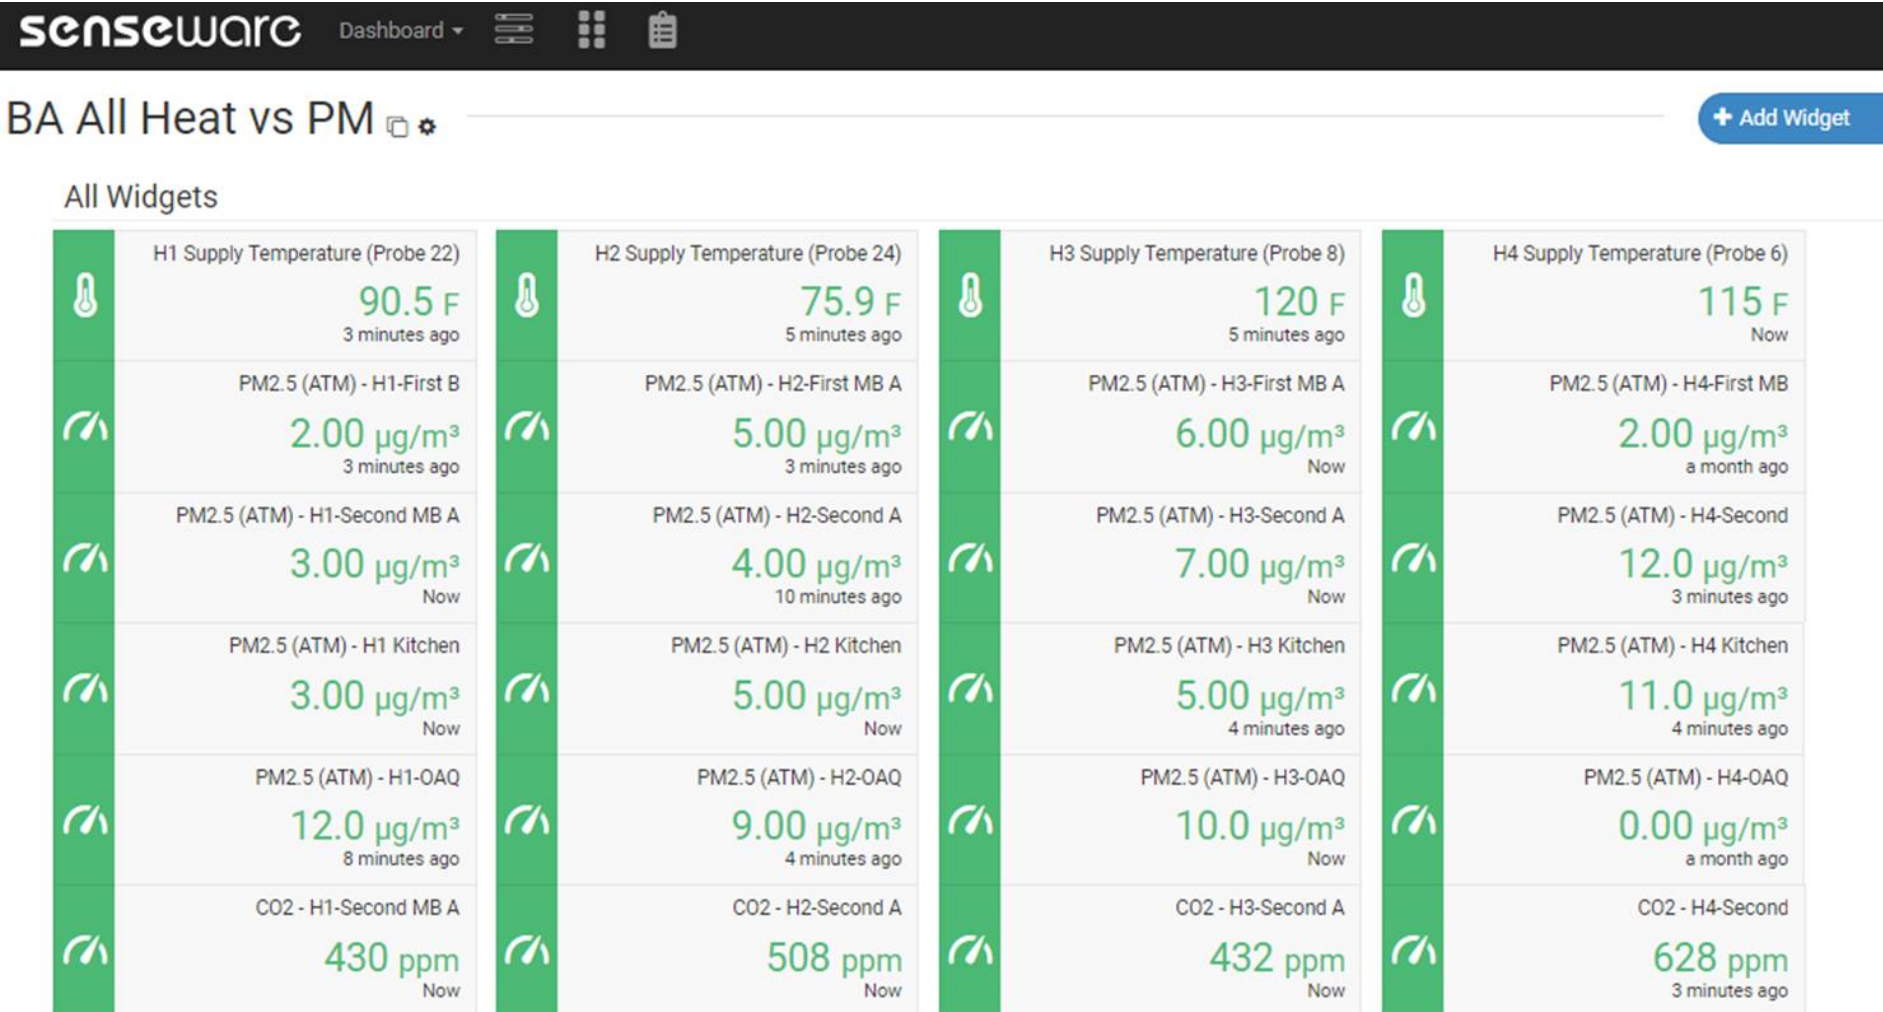 senseware Dashboard
BA All Heat vs PM
Add Widget
All Widgets
H1 Supply Temperature (Probe 22)
90.5 F
3 minutes ago
H2 Supply Temperature (Probe 24)
75.9 F
5 minutes ago
H3 Supply Temperature (Probe 8)
120 F
5 minutes ago
H4 Supply Temperature (Probe 6)
115 F
Now
PM2.5 (ATM) - H1-First B
2.00 µg/m³
3 minutes ago
PM2.5 (ATM) - H2-First MB A
5.00 µg/m³
3 minutes ago
PM2.5 (ATM) - H3-First MB A
6.00 µg/m³
Now
PM2.5 (ATM) - H4-First MB
2.00 µg/m³
a month ago
PM2.5 (ATM) - H1-Second MB A
3.00 µg/m³
Now
PM2.5 (ATM) - H2-Second A
4.00 µg/m³
10 minutes ago
PM2.5 (ATM) - H3-Second A
7.00 µg/m³
Now
PM2.5 (ATM) - H4-Second
12.0 µg/m³
3 minutes ago
PM2.5 (ATM) - H1 Kitchen
3.00 µg/m³
Now
PM2.5 (ATM) - H2 Kitchen
5.00 µg/m³
Now
PM2.5 (ATM) - H3 Kitchen
5.00 µg/m³
4 minutes ago
PM2.5 (ATM) - H4 Kitchen
11.0 µg/m³
4 minutes ago
PM2.5 (ATM) - H1-OAQ
12.0 µg/m³
8 minutes ago
PM2.5 (ATM) - H2-OAQ
9.00 µg/m³
4 minutes ago
PM2.5 (ATM) - H3-OAQ
10.0 µg/m³
Now
PM2.5 (ATM) - H4-OAQ
0.00 µg/m³
a month ago
CO2 - H1-Second MB A
430 ppm
Now
CO2 - H2-Second A
508 ppm
Now
CO2 - H3-Second A
432 ppm
Now
CO2 - H4-Second
628 ppm
3 minutes ago